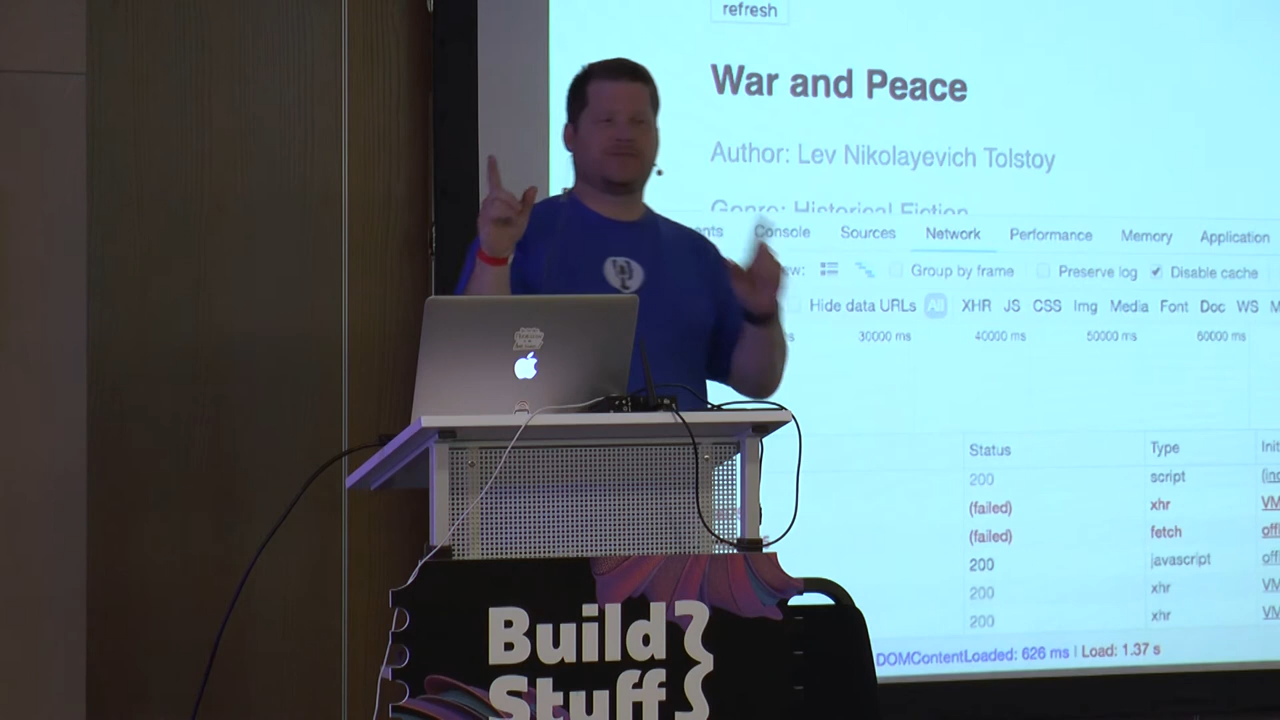 refresh
War and Peace
Author: Lev Nikolayevich Tolstoy
Genre: Historical Fiction
Console Sources Network Performance Memory Application
Group by frame Preserve log Disable cache
Hide data URLs All XHR JS CSS Img Media Font Doc WS M
30000 ms 40000 ms 50000 ms 60000 ms
Status Type
200 script
(failed) xhr
(failed) fetch
200 javascript
200 xhr
200 xhr
DOMContentLoaded: 626 ms | Load: 1.37 s
Build
Stuff